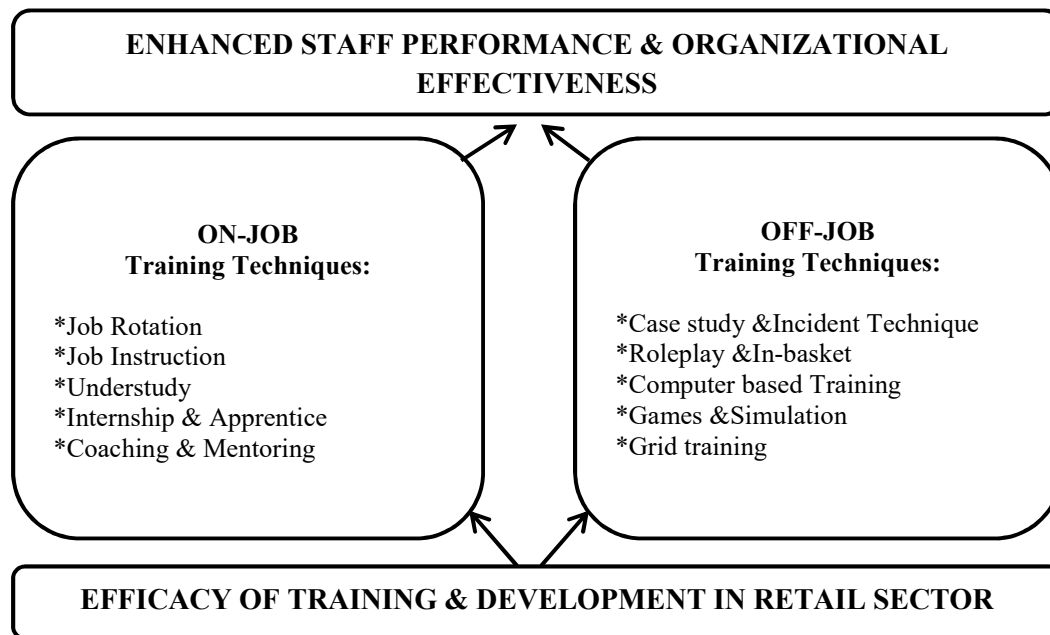 ENHANCED STAFF PERFORMANCE & ORGANIZATIONAL
EFFECTIVENESS
ON-JOB
Training Techniques:
*Job Rotation
*Job Instruction
*Understudy
*Internship & Apprentice
*Coaching & Mentoring
OFF-JOB
Training Techniques:
*Case study &Incident Technique
*Roleplay &In-basket
*Computer based Training
*Games &Simulation
*Grid training
EFFICACY OF TRAINING & DEVELOPMENT IN RETAIL SECTOR